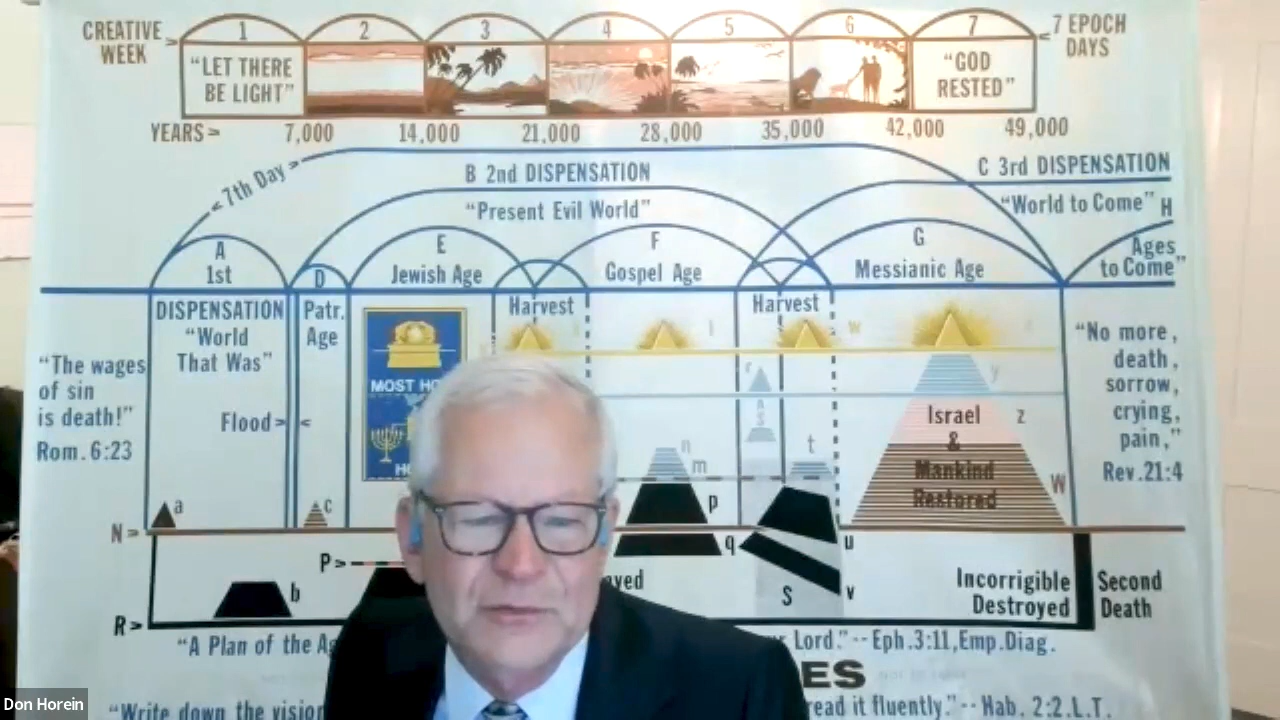 CREATIVE WEEK > 1 2 3 4 5 6 7 < 7 EPOCH DAYS
"LET THERE BE LIGHT"
"GOD RESTED"
YEARS > 7,000 14,000 21,000 28,000 35,000 42,000 49,000
< 7th Day >
B 2nd DISPENSATION
C 3rd DISPENSATION
"Present Evil World"
"World to Come" H
A
1st
D
E
Jewish Age
F
Gospel Age
G
Messianic Age
Ages to Come"
DISPENSATION
"World
That Was"
Patr.
Age
Harvest
Harvest
"The wages
of sin
is death!"
Rom. 6:23
Flood > <
MOST HO
HO
"No more,
death,
sorrow,
crying,
pain,"
Rev.21:4
r
w
y
z
W
Israel
&
Mankind
Restored
a
c
n
m
p
t
N >
q
u
P >
b
S
v
R >
Incorrigible
Destroyed
Second
Death
"A Plan of the Ag
Lord."--Eph.3:11,Emp.Diag.
ES
"Write down the vision
read it fluently."--Hab. 2:2.L.T.
Don Horein